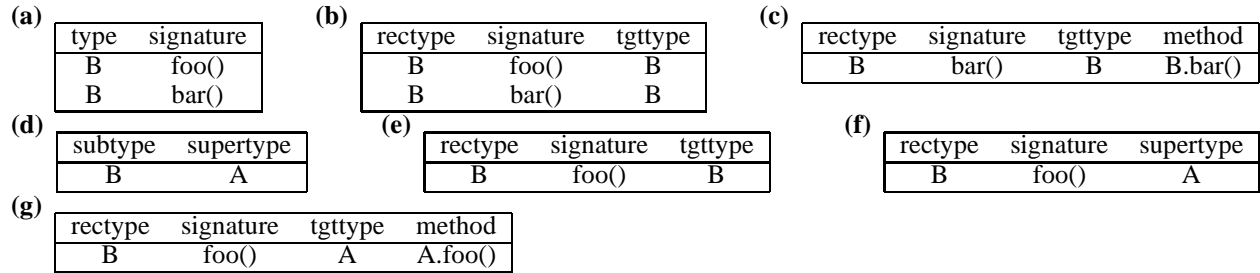 (a)
type signature
B foo()
B bar()
(b)
rectype signature tgttype
B foo() B
B bar() B
(c)
rectype signature tgttype method
B bar() B B.bar()
(d)
subtype supertype
B A
(e)
rectype signature tgttype
B foo() B
(f)
rectype signature supertype
B foo() A
(g)
rectype signature tgttype method
B foo() A A.foo()